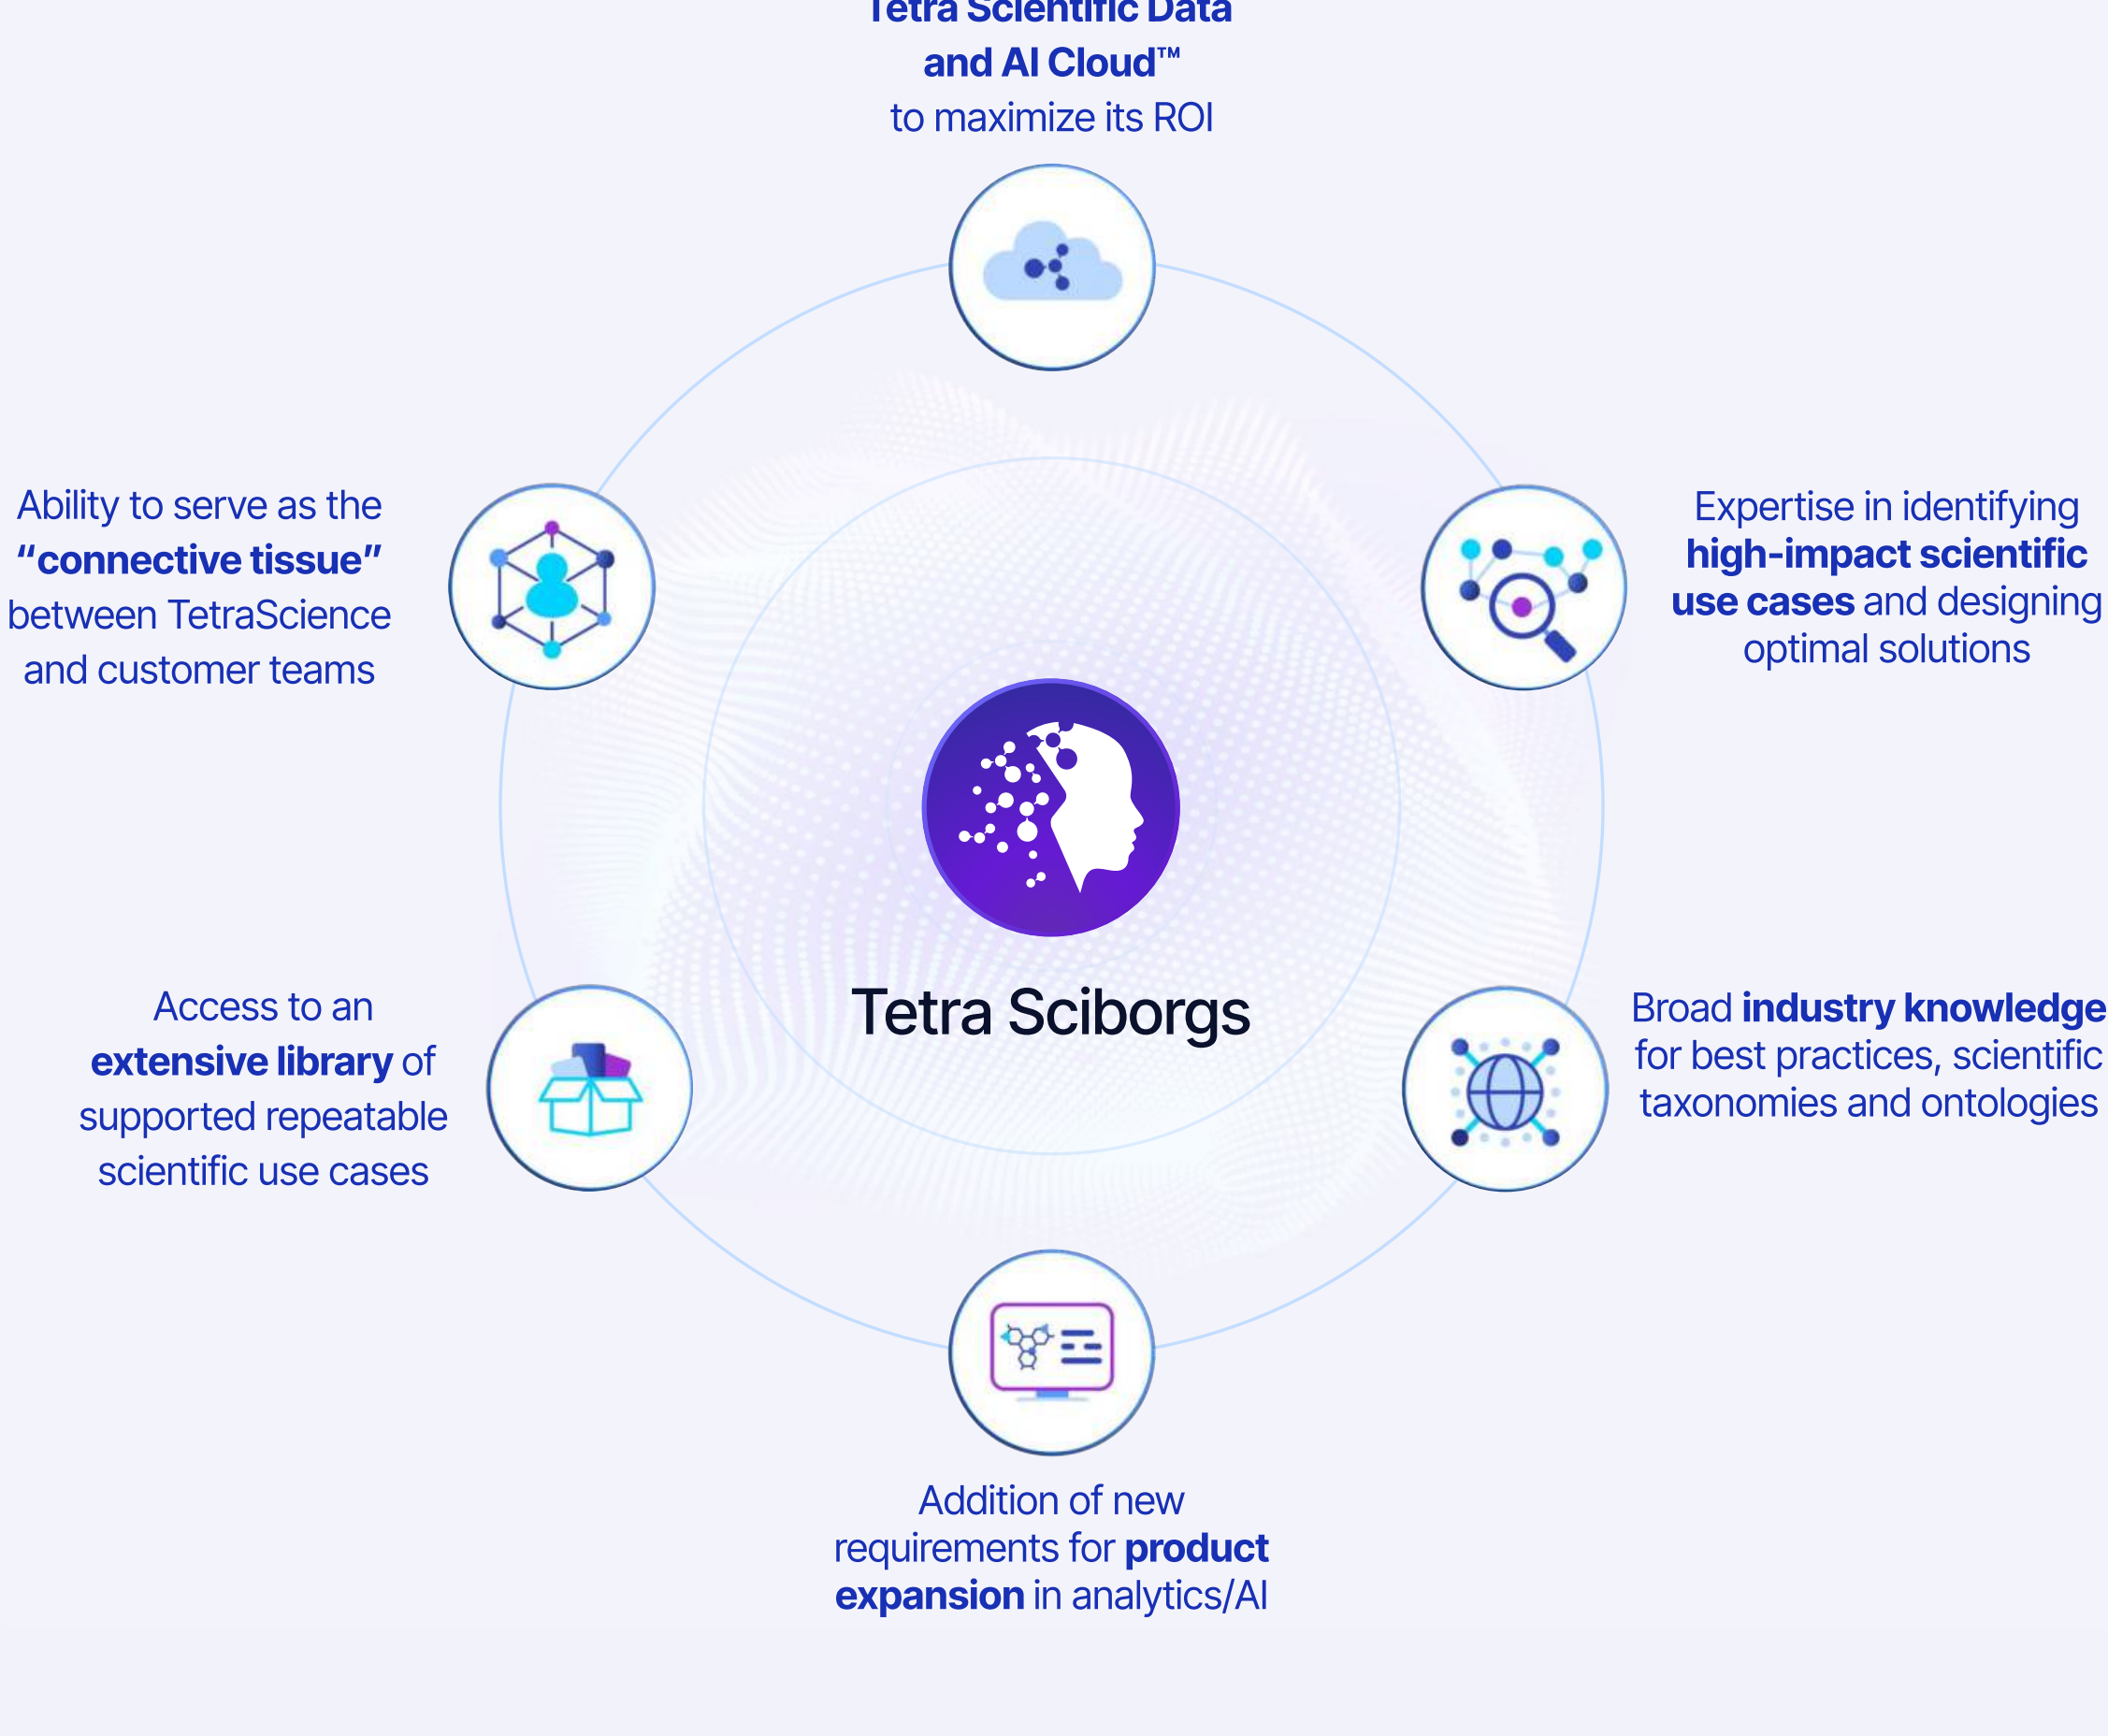 Tetra Scientific Data
and AI Cloud™
to maximize its ROI
Ability to serve as the
“connective tissue”
between TetraScience
and customer teams
Expertise in identifying
high-impact scientific
use cases and designing
optimal solutions
Tetra Sciborgs
Access to an
extensive library of
supported repeatable
scientific use cases
Broad industry knowledge
for best practices, scientific
taxonomies and ontologies
Addition of new
requirements for product
expansion in analytics/AI